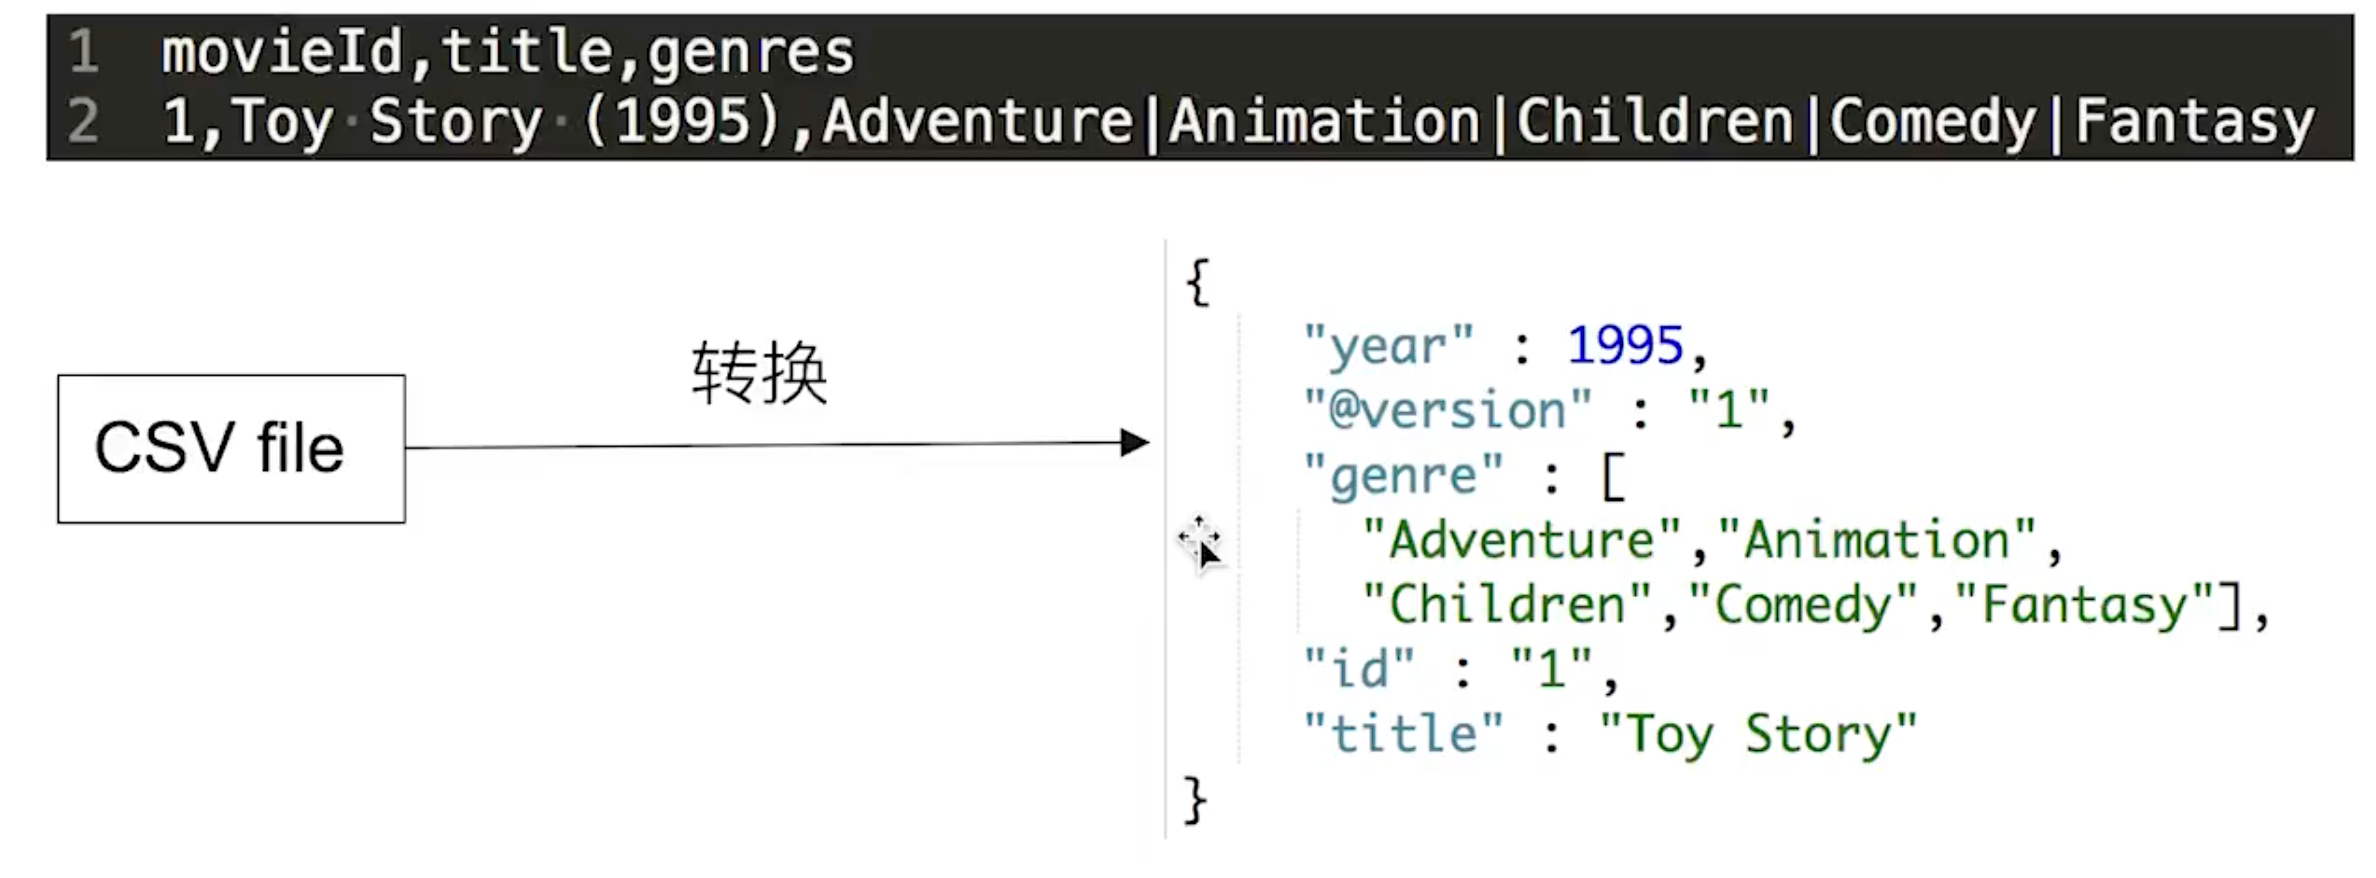 1 movieId,title,genres
2 1,Toy Story (1995),Adventure|Animation|Children|Comedy|Fantasy
转换
CSV file
{
"year" : 1995,
"@version" : "1",
"genre" : [
"Adventure","Animation",
"Children","Comedy","Fantasy"],
"id" : "1",
"title" : "Toy Story"
}